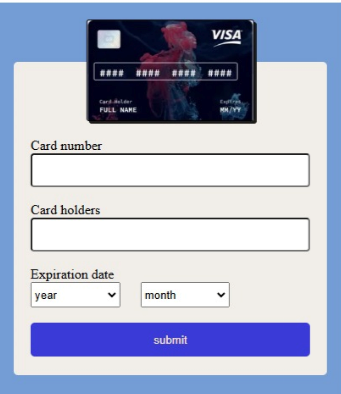 VISA
#### #### #### ####
Card holder Expires
FULL NAME MM/YY
Card number
Card holders
Expiration date
year month
submit